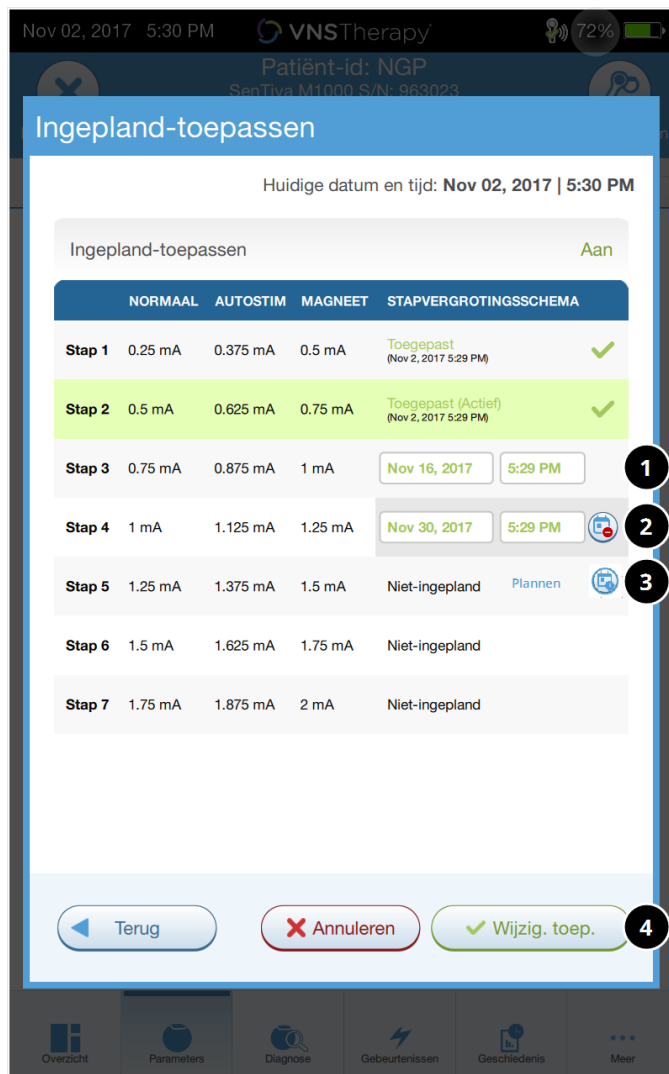 Nov 02, 2017 5:30 PM VNSTherapy 72%
Patiënt-id: NGP
SenTiva M1000 S/N: 963023
Ingepland-toepassen
Huidige datum en tijd: Nov 02, 2017 | 5:30 PM
Ingepland-toepassen Aan
NORMAAL AUTOSTIM MAGNEET STAPVERGROTINGSSCHEMA
Stap 1 0.25 mA 0.375 mA 0.5 mA Toegepast
(Nov 2, 2017 5:29 PM)
Stap 2 0.5 mA 0.625 mA 0.75 mA Toegepast (Actief)
(Nov 2, 2017 5:29 PM)
Stap 3 0.75 mA 0.875 mA 1 mA Nov 16, 2017 5:29 PM 1
Stap 4 1 mA 1.125 mA 1.25 mA Nov 30, 2017 5:29 PM 2
Stap 5 1.25 mA 1.375 mA 1.5 mA Niet-ingepland Plannen 3
Stap 6 1.5 mA 1.625 mA 1.75 mA Niet-ingepland
Stap 7 1.75 mA 1.875 mA 2 mA Niet-ingepland
Terug Annuleren Wijzig. toep. 4
Overzicht Parameters Diagnose Gebeurtenissen Geschiedenis Meer